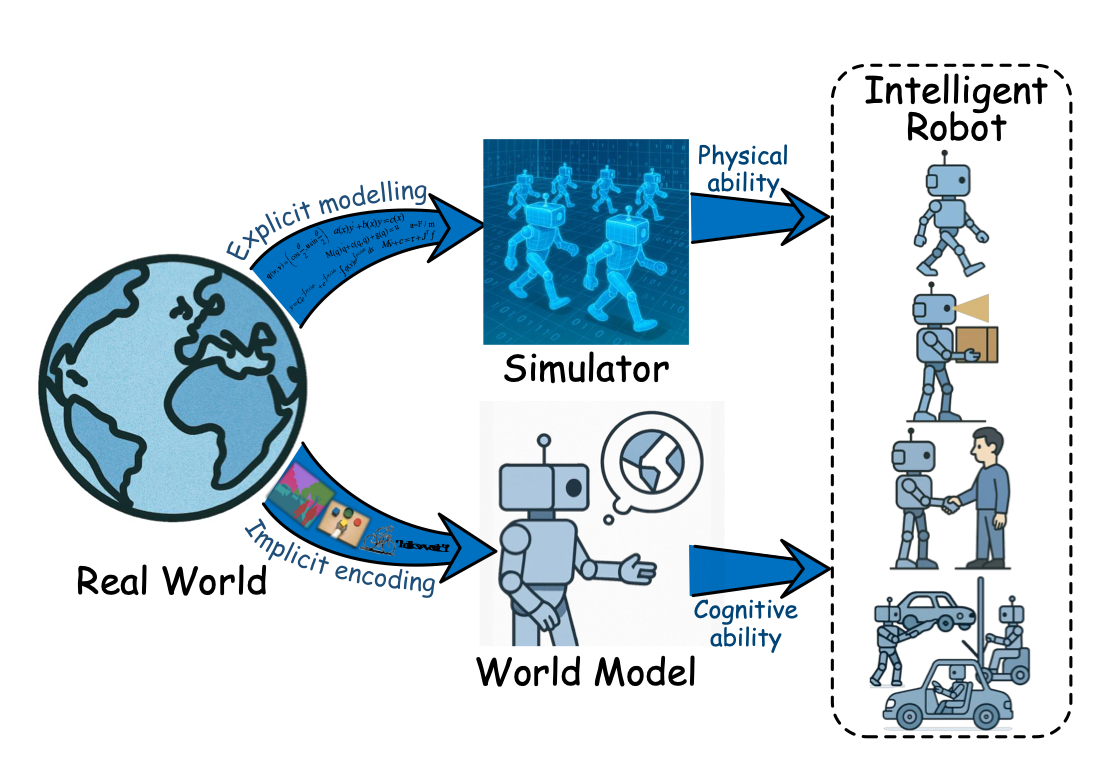 Intelligent
Robot
Physical
ability
Explicit modelling
a(x)y'+b(x)y=c(x)
a=F/m
Simulator
Implicit encoding
Real World
Cognitive
ability
World Model